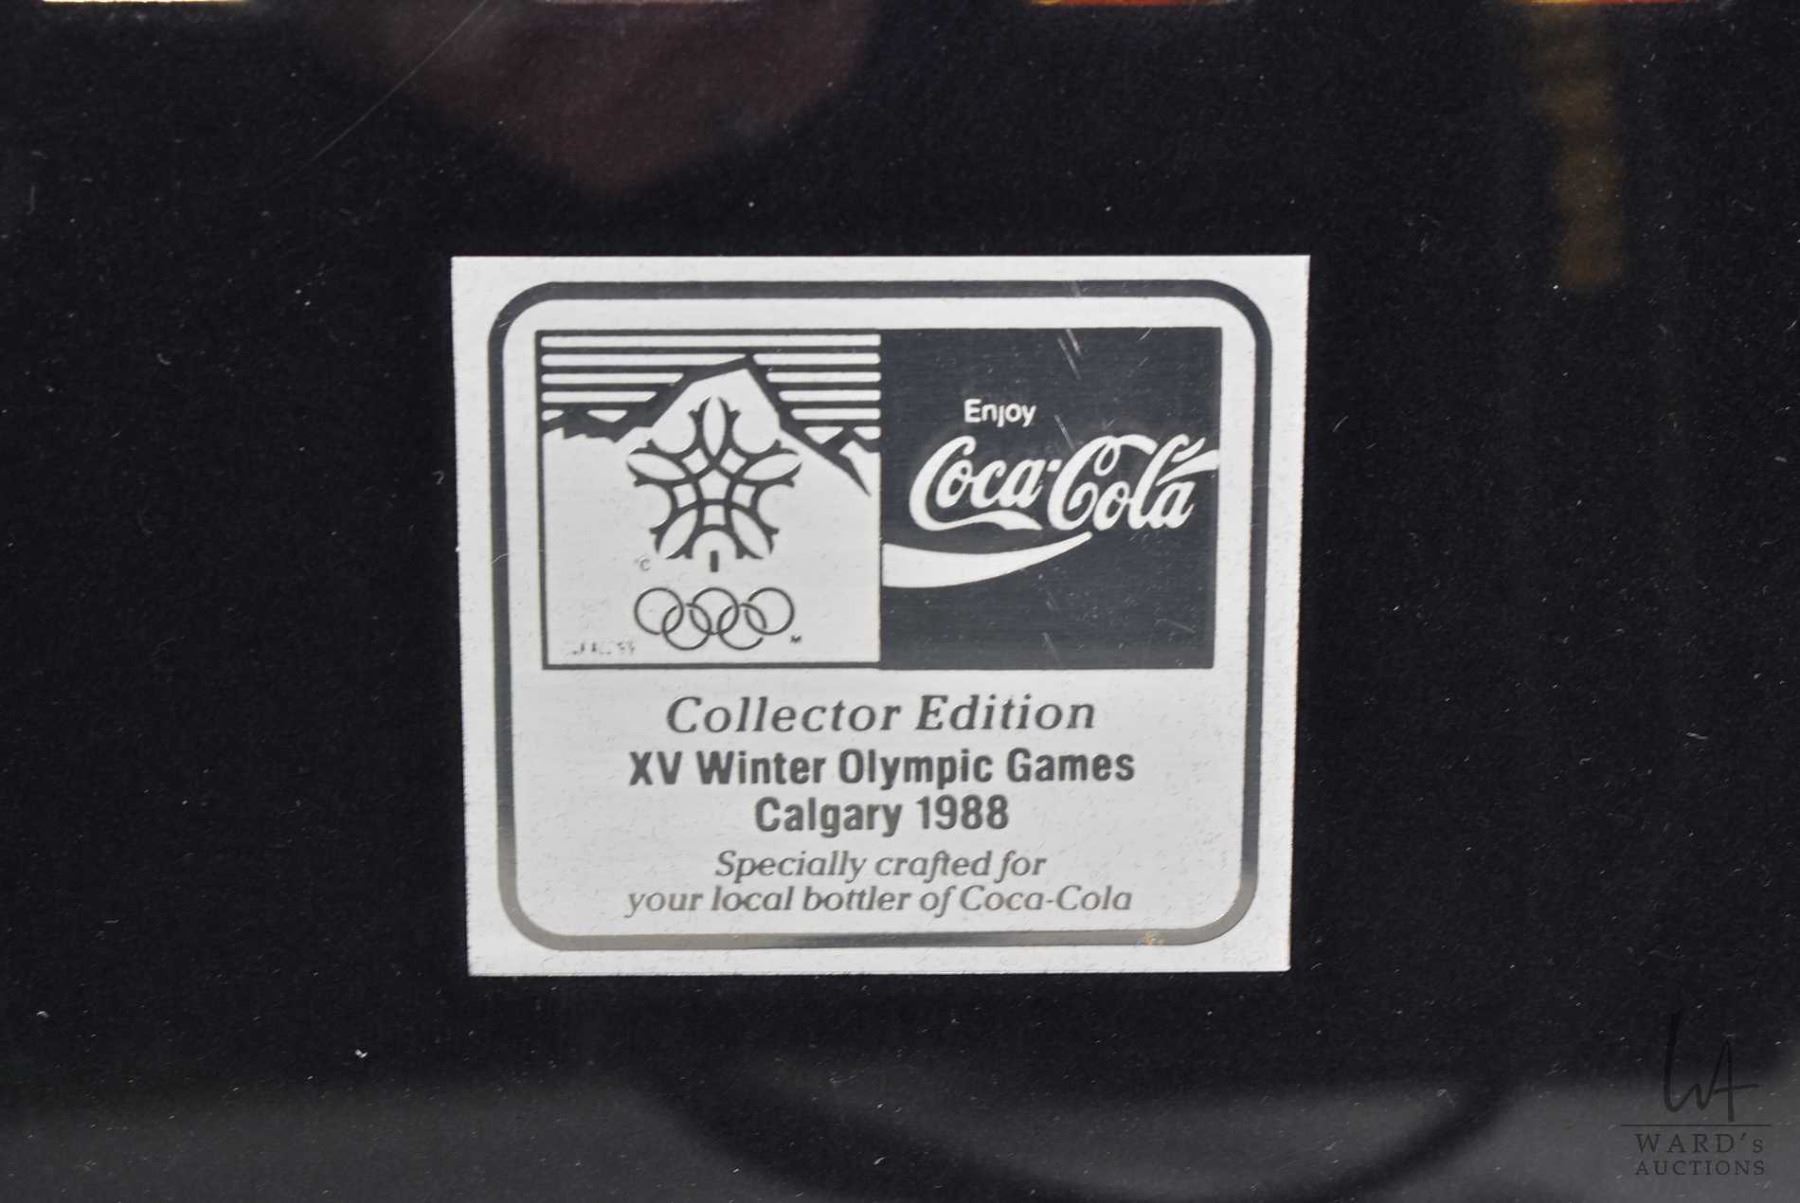 Enjoy
Coca-Cola
Collector Edition
XV Winter Olympic Games
Calgary 1988
Specially crafted for
your local bottler of Coca-Cola
WA
WARD's
AUCTIONS